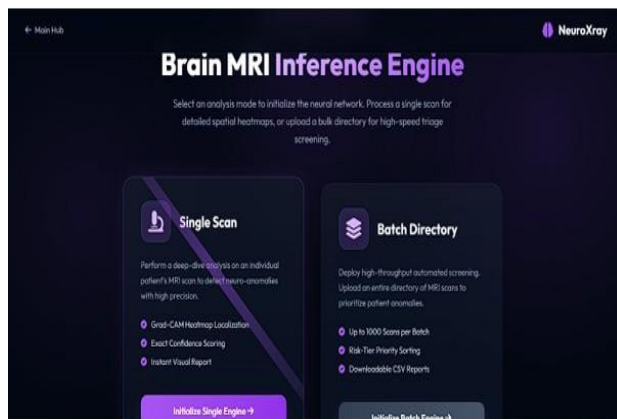 ← Main Hub
NeuroXray
Brain MRI Inference Engine
Select an analysis mode to initialize the neural network. Process a single scan for
detailed spatial heatmaps, or upload a bulk directory for high-speed triage
screening.
Single Scan
Perform a deep-dive analysis on an individual
patient's MRI scan to detect neuro-anomalies
with high precision.
Grad-CAM Heatmap Localization
Exact Confidence Scoring
Instant Visual Report
Initialize Single Engine →
Batch Directory
Deploy high-throughput automated screening.
Upload an entire directory of MRI scans to
prioritize patient anomalies.
Up to 1000 Scans per Batch
Risk-Tier Priority Sorting
Downloadable CSV Reports
Initialize Batch Engine →